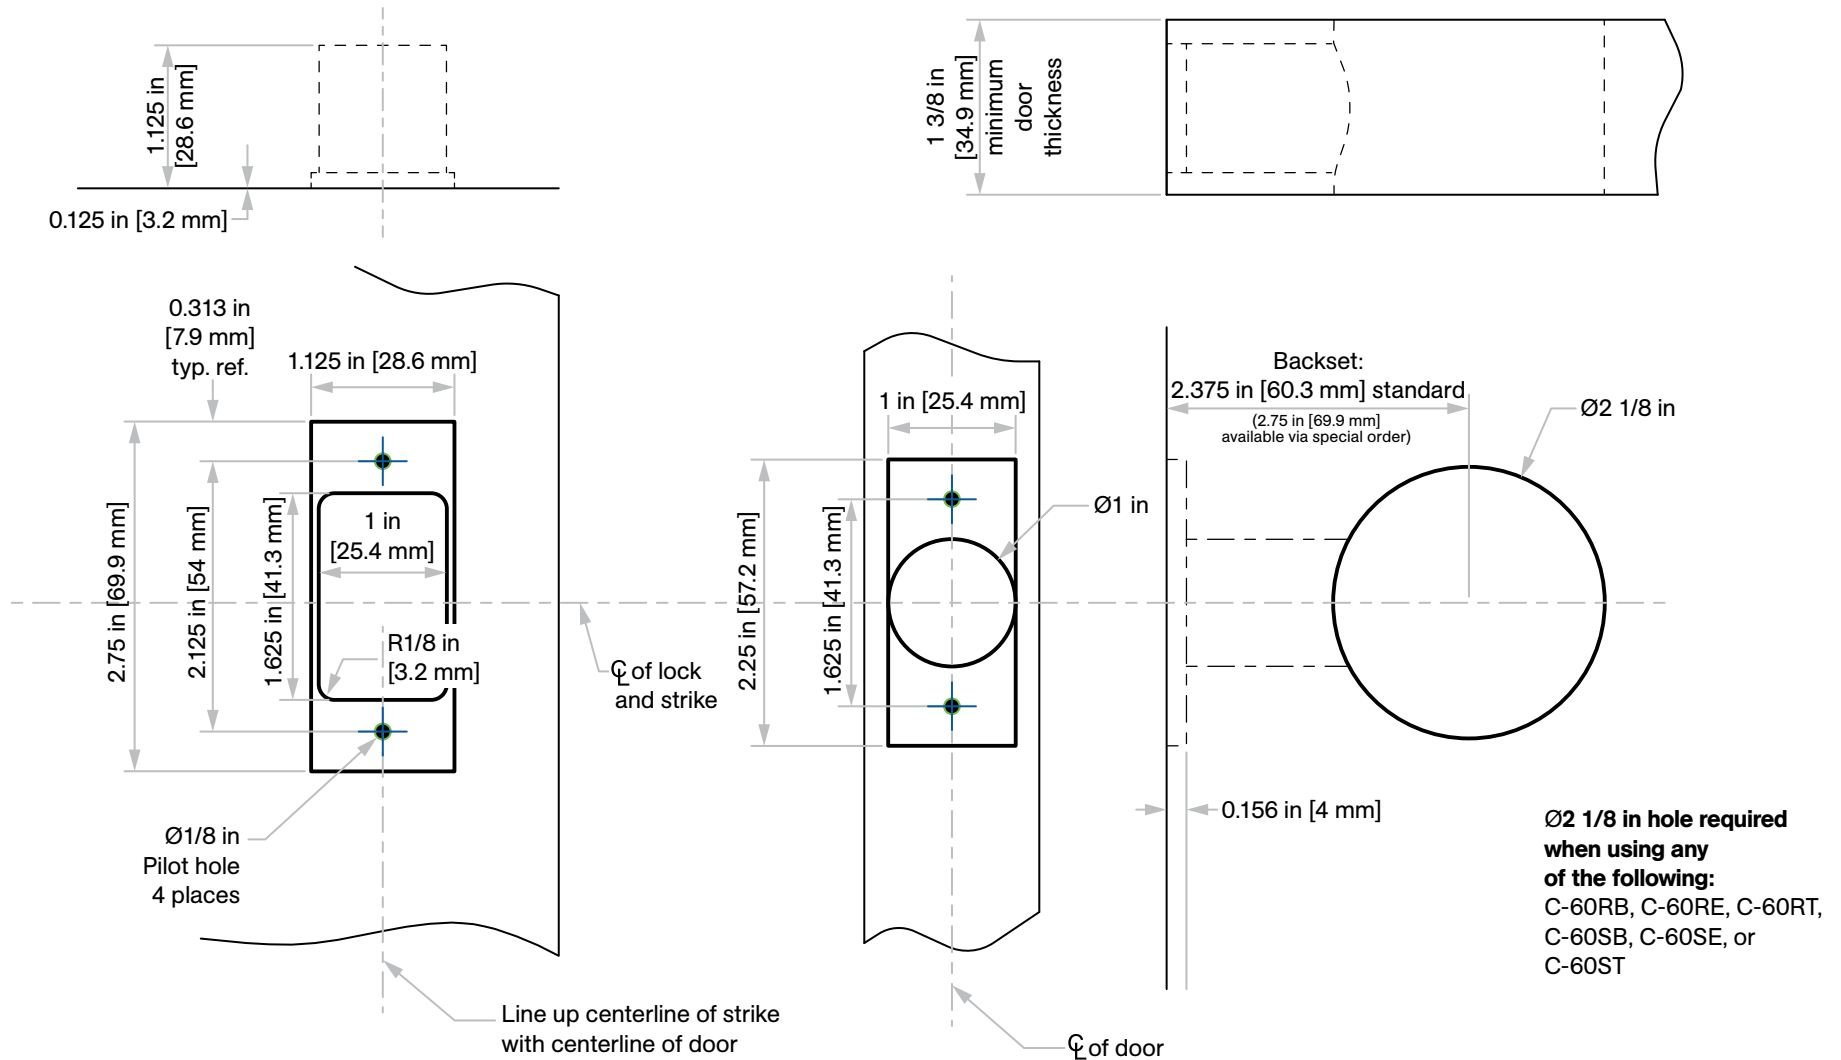 1.125 in
[28.6 mm]
0.125 in [3.2 mm]
1 3/8 in
[34.9 mm]
minimum
door
thickness
0.313 in
[7.9 mm]
typ. ref.
1.125 in [28.6 mm]
2.75 in [69.9 mm]
2.125 in [54 mm]
1.625 in [41.3 mm]
1 in
[25.4 mm]
R1/8 in
[3.2 mm]
Ø1/8 in
Pilot hole
4 places
℄ of lock
and strike
Line up centerline of strike
with centerline of door
1 in [25.4 mm]
2.25 in [57.2 mm]
1.625 in [41.3 mm]
Ø1 in
℄ of door
Backset:
2.375 in [60.3 mm] standard
(2.75 in [69.9 mm]
available via special order)
Ø2 1/8 in
0.156 in [4 mm]
Ø2 1/8 in hole required
when using any
of the following:
C-60RB, C-60RE, C-60RT,
C-60SB, C-60SE, or
C-60ST